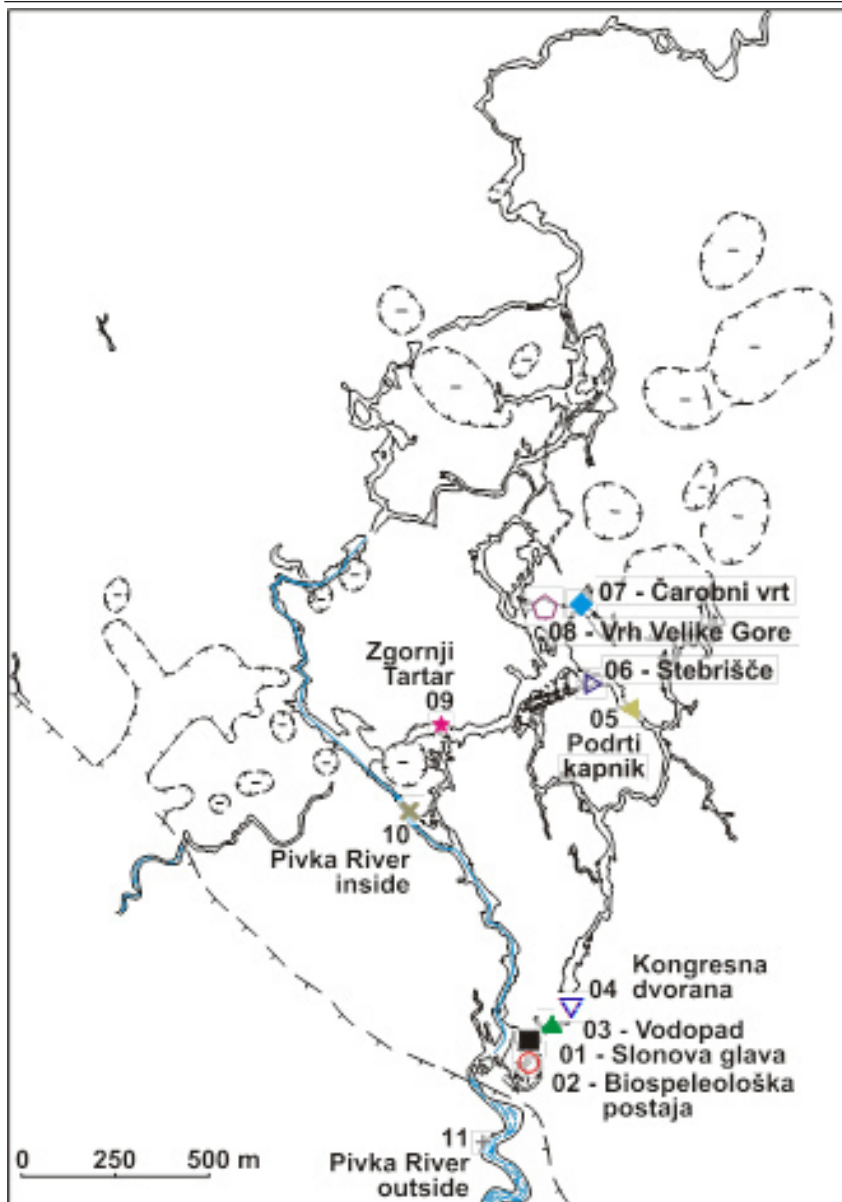 07 - Čarobni vrt
08 - Vrh Velike Gore
Zgornji
Tartar
09
06 - Stebrišče
05
Podrti
kapnik
10
Pivka River
inside
Kongresna
04 dvorana
03 - Vodopad
01 - Slonova glava
02 - Biospeleološka
postaja
11
Pivka River
outside
0 250 500 m